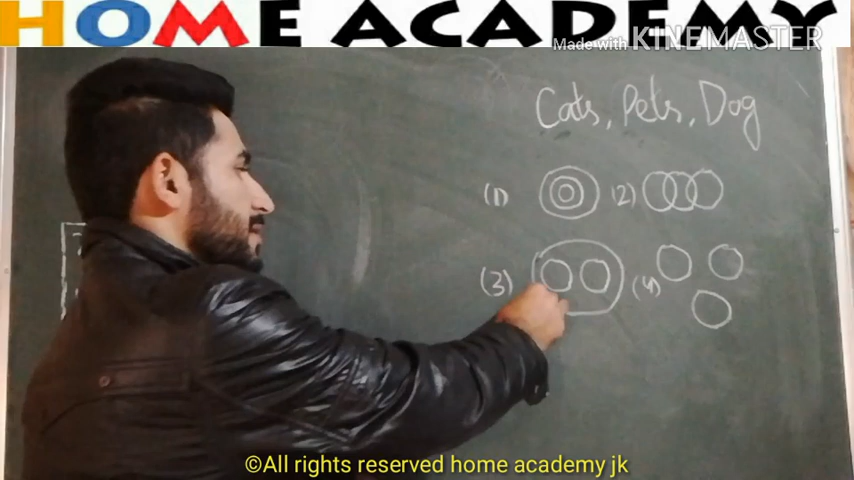 HOME ACADEMY
Made with KINEMASTER
Cats, Pets, Dog
(1) (2)
(3) (4)
©All rights reserved home academy jk